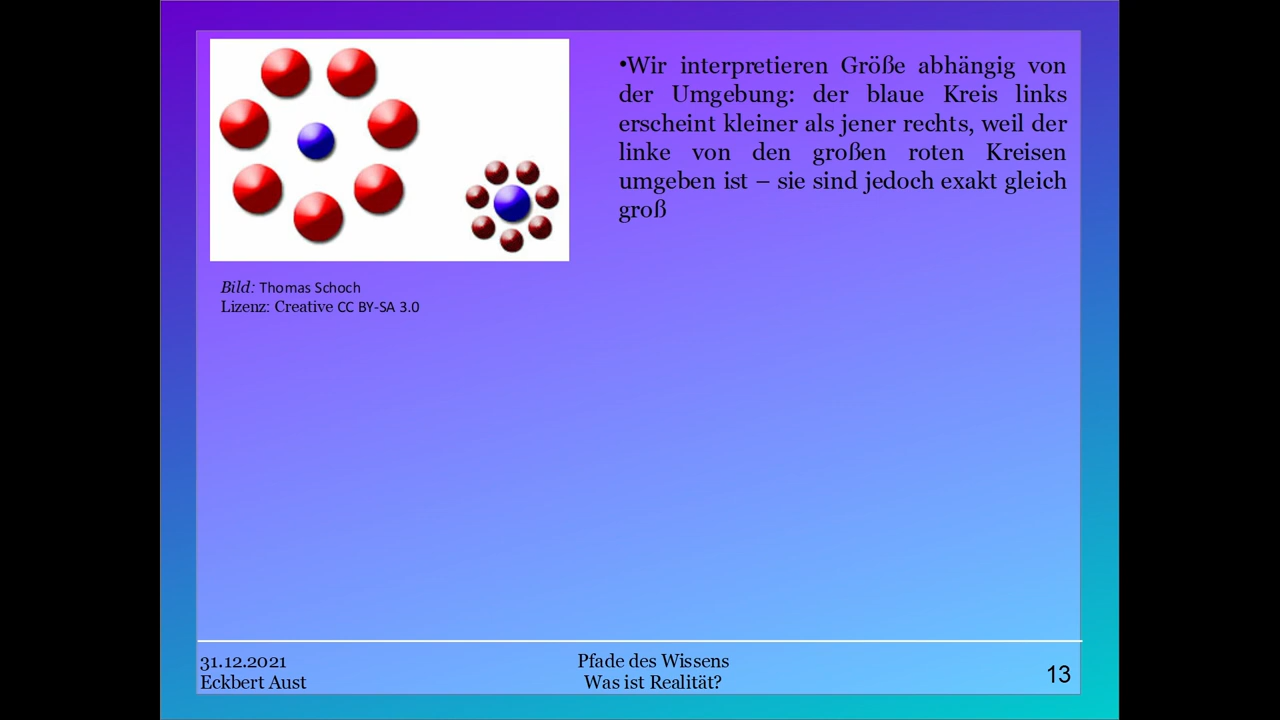 •Wir interpretieren Größe abhängig von
der Umgebung: der blaue Kreis links
erscheint kleiner als jener rechts, weil der
linke von den großen roten Kreisen
umgeben ist – sie sind jedoch exakt gleich
groß
Bild: Thomas Schoch
Lizenz: Creative CC BY-SA 3.0
31.12.2021
Eckbert Aust
Pfade des Wissens
Was ist Realität?
13